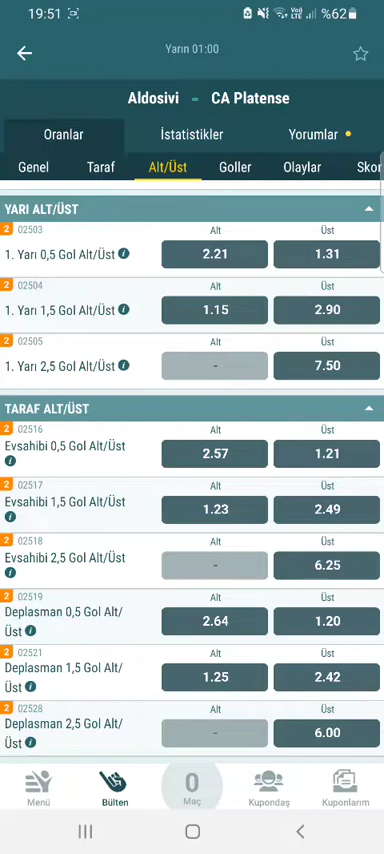 19:51
Vo)) LTE %62
Yarın 01:00
Aldosivi - CA Platense
Oranlar İstatistikler Yorumlar
Genel Taraf Alt/Üst Goller Olaylar Skor
YARI ALT/ÜST
2 02503 Alt Üst
1. Yarı 0,5 Gol Alt/Üst i 2.21 1.31
2 02504 Alt Üst
1. Yarı 1,5 Gol Alt/Üst i 1.15 2.90
2 02505 Alt Üst
1. Yarı 2,5 Gol Alt/Üst i - 7.50
TARAF ALT/ÜST
2 02516 Alt Üst
Evsahibi 0,5 Gol Alt/Üst i 2.57 1.21
2 02517 Alt Üst
Evsahibi 1,5 Gol Alt/Üst i 1.23 2.49
2 02518 Alt Üst
Evsahibi 2,5 Gol Alt/Üst i - 6.25
2 02519 Alt Üst
Deplasman 0,5 Gol Alt/
Üst i 2.64 1.20
2 02521 Alt Üst
Deplasman 1,5 Gol Alt/
Üst i 1.25 2.42
2 02528 Alt Üst
Deplasman 2,5 Gol Alt/
Üst i - 6.00
0
Menü Bülten Maç Kupondaş Kuponlarım